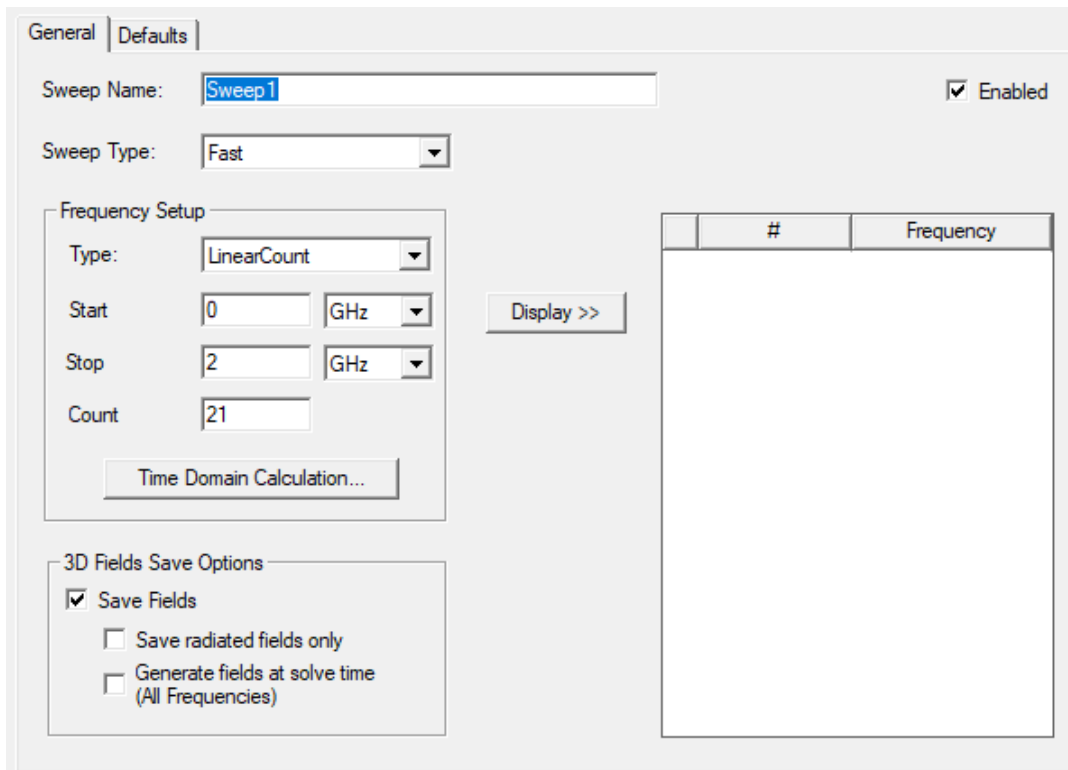 General Defaults
Sweep Name: Sweep1 Enabled
Sweep Type: Fast
Frequency Setup
Type: LinearCount
Start 0 GHz
Stop 2 GHz
Count 21
Time Domain Calculation...
Display >>
# Frequency
3D Fields Save Options
Save Fields
Save radiated fields only
Generate fields at solve time
(All Frequencies)